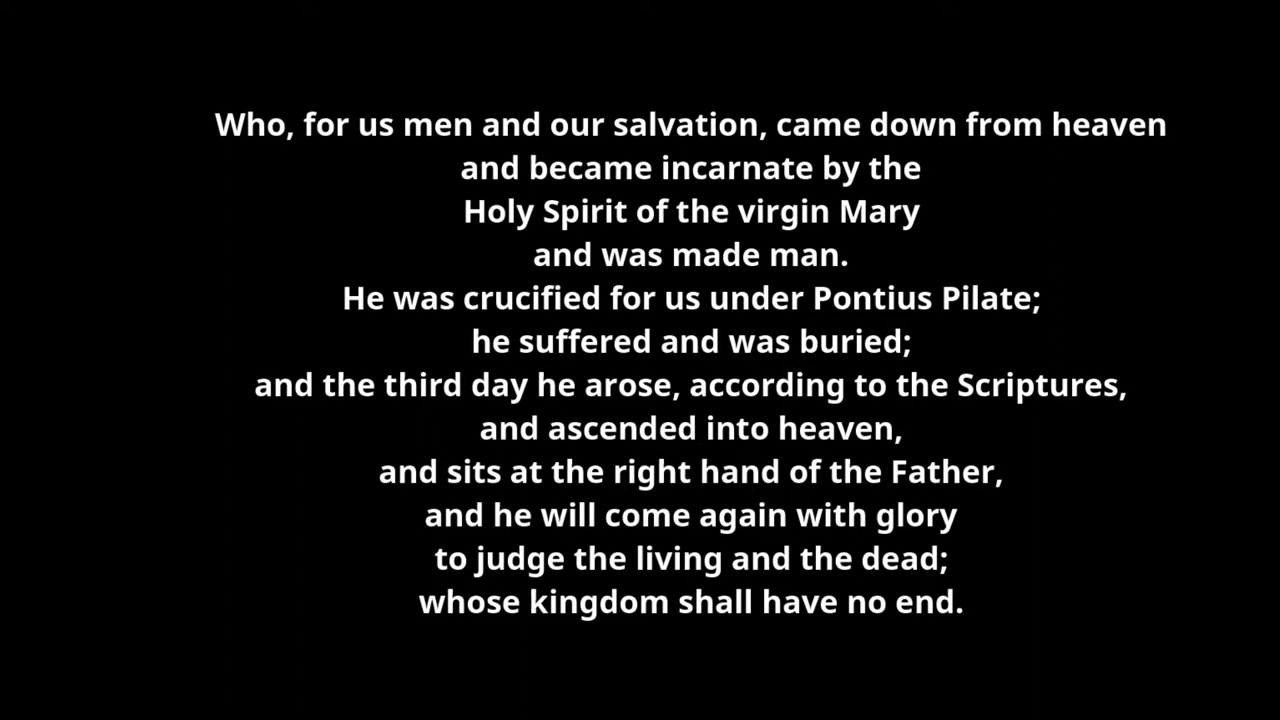 Who, for us men and our salvation, came down from heaven
and became incarnate by the
Holy Spirit of the virgin Mary
and was made man.
He was crucified for us under Pontius Pilate;
he suffered and was buried;
and the third day he arose, according to the Scriptures,
and ascended into heaven,
and sits at the right hand of the Father,
and he will come again with glory
to judge the living and the dead;
whose kingdom shall have no end.